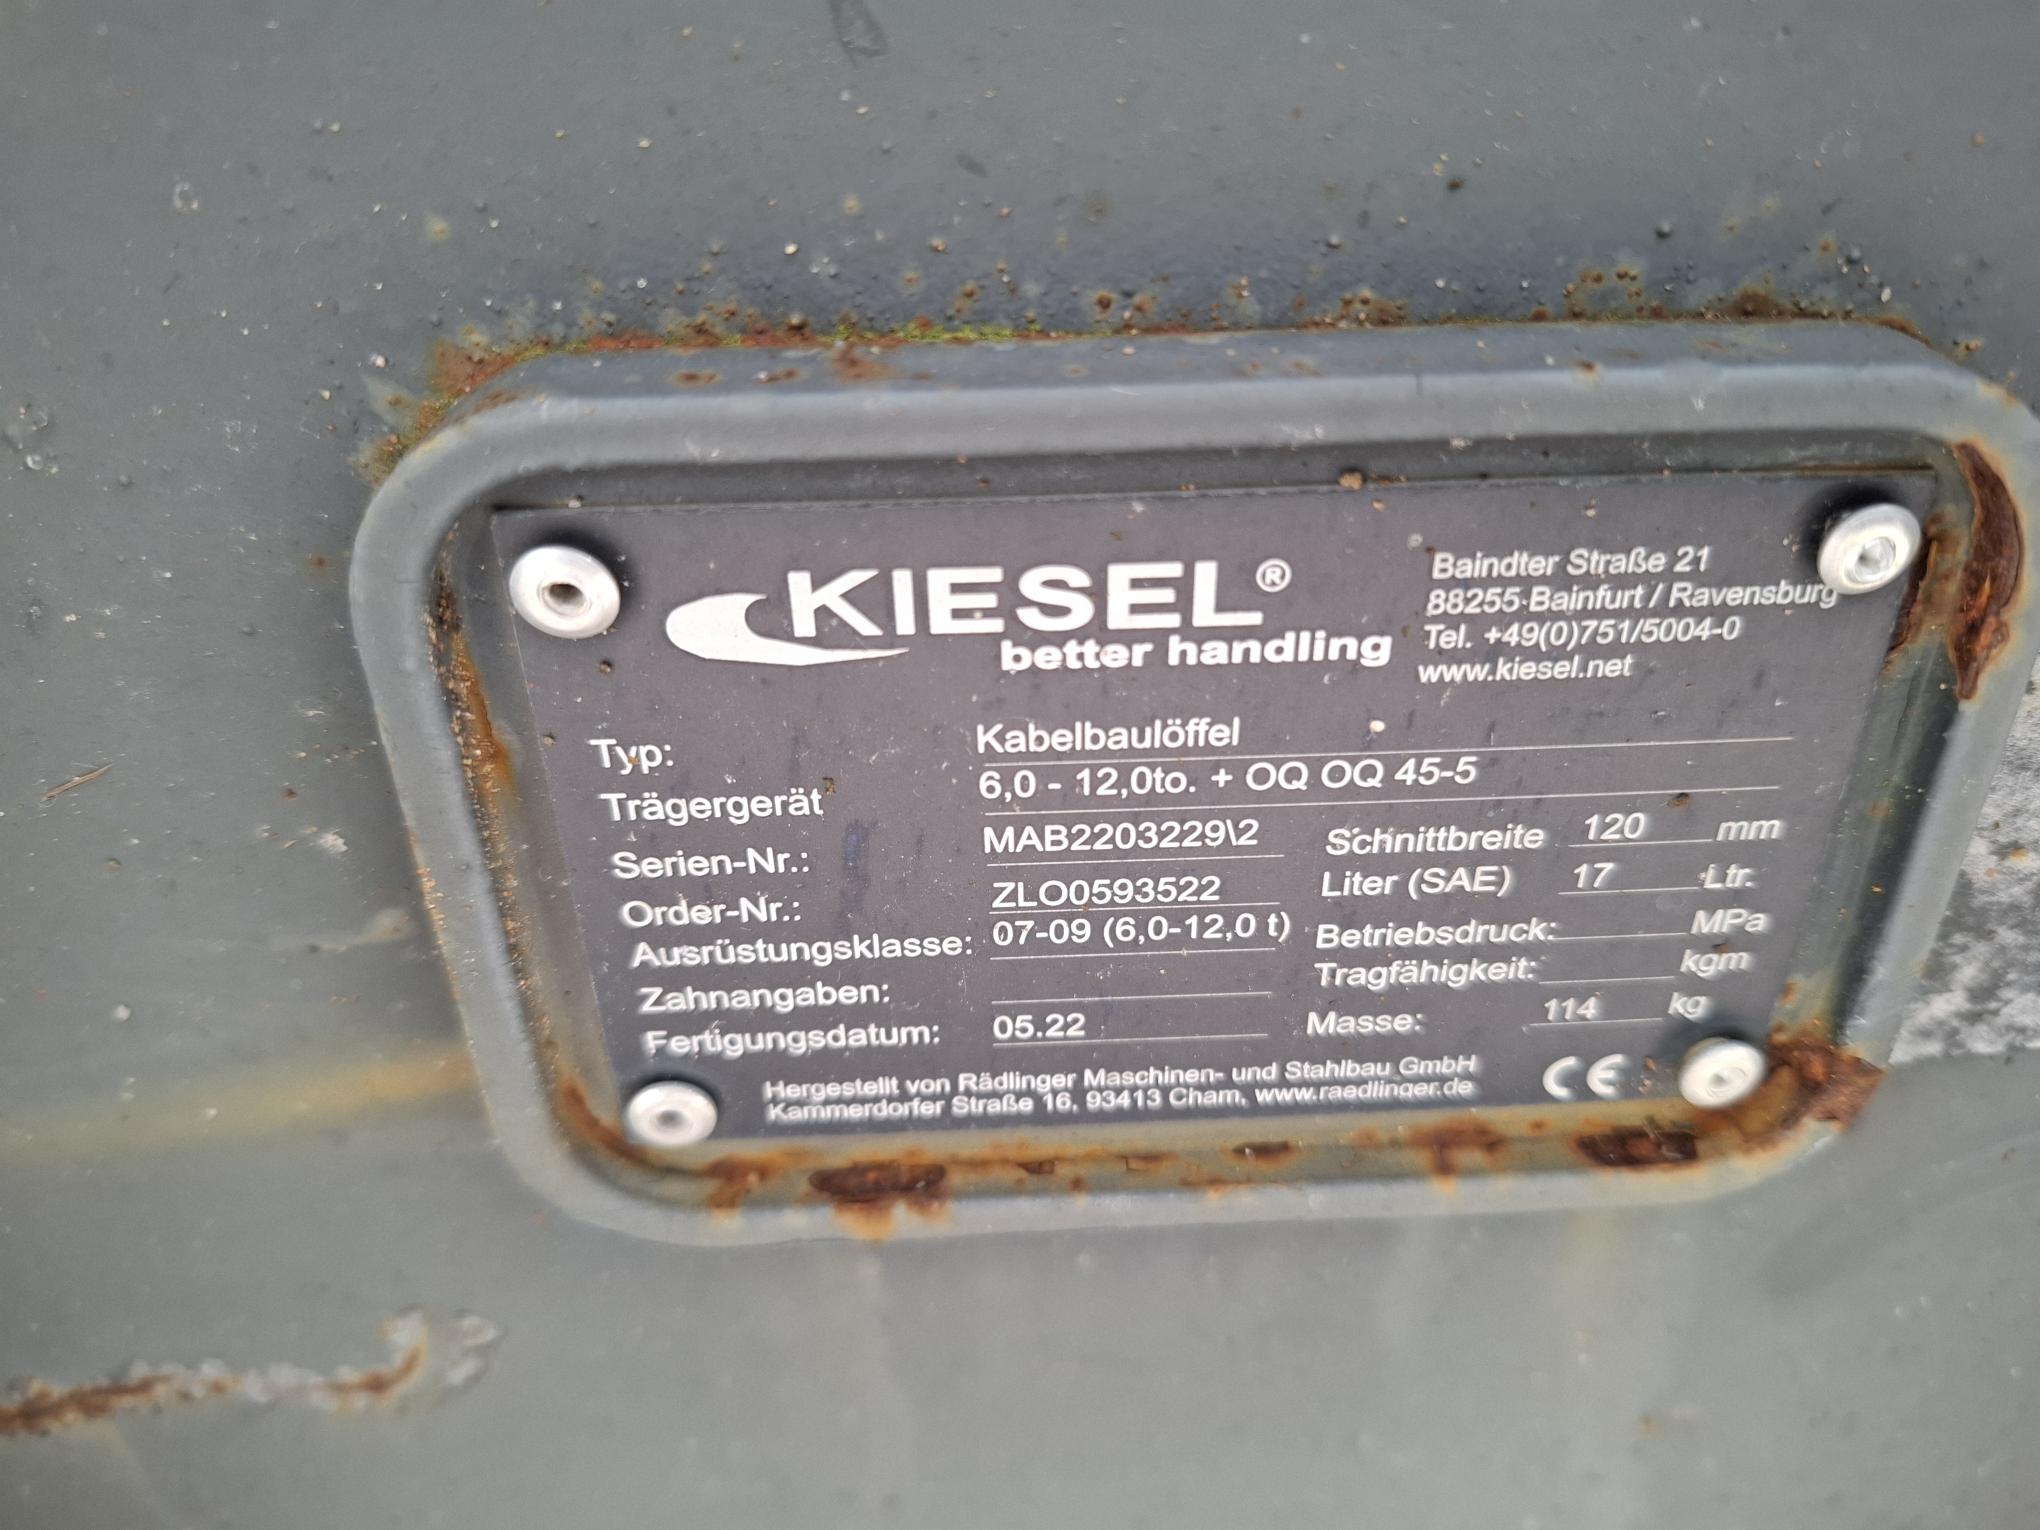 KIESEL®
better handling
Baindter Straße 21
88255 Bainfurt / Ravensburg
Tel. +49(0)751/5004-0
www.kiesel.net
Typ: Kabelbaulöffel
Trägergerät 6,0 - 12,0to. + OQ OQ 45-5
Serien-Nr.: MAB2203229\2 Schnittbreite 120 mm
Order-Nr.: ZLO0593522 Liter (SAE) 17 Ltr.
Ausrüstungsklasse: 07-09 (6,0-12,0 t) Betriebsdruck: MPa
Zahnangaben: Tragfähigkeit: kgm
Fertigungsdatum: 05.22 Masse: 114 kg
Hergestellt von Rädlinger Maschinen- und Stahlbau GmbH
Kammerdorfer Straße 16, 93413 Cham, www.raedlinger.de
CE